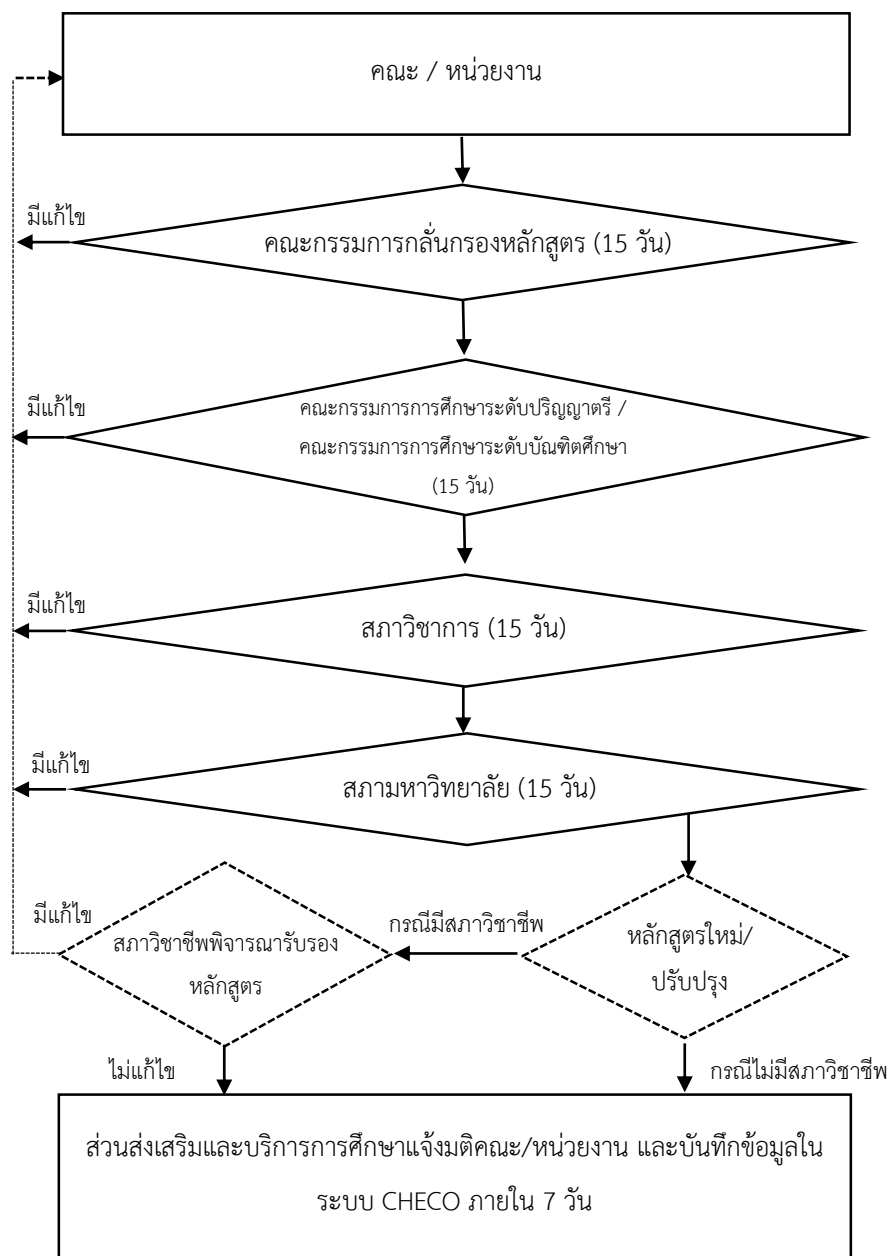 คณะ / หน่วยงาน
มีแก้ไข
คณะกรรมการกลั่นกรองหลักสูตร (15 วัน)
มีแก้ไข
คณะกรรมการการศึกษาระดับปริญญาตรี /
คณะกรรมการการศึกษาระดับบัณฑิตศึกษา
(15 วัน)
มีแก้ไข
สภาวิชาการ (15 วัน)
มีแก้ไข
สภามหาวิทยาลัย (15 วัน)
มีแก้ไข
สภาวิชาชีพพิจารณารับรอง
หลักสูตร
กรณีมีสภาวิชาชีพ
หลักสูตรใหม่/
ปรับปรุง
ไม่แก้ไข
กรณีไม่มีสภาวิชาชีพ
ส่วนส่งเสริมและบริการการศึกษาแจ้งมติคณะ/หน่วยงาน และบันทึกข้อมูลใน
ระบบ CHECO ภายใน 7 วัน